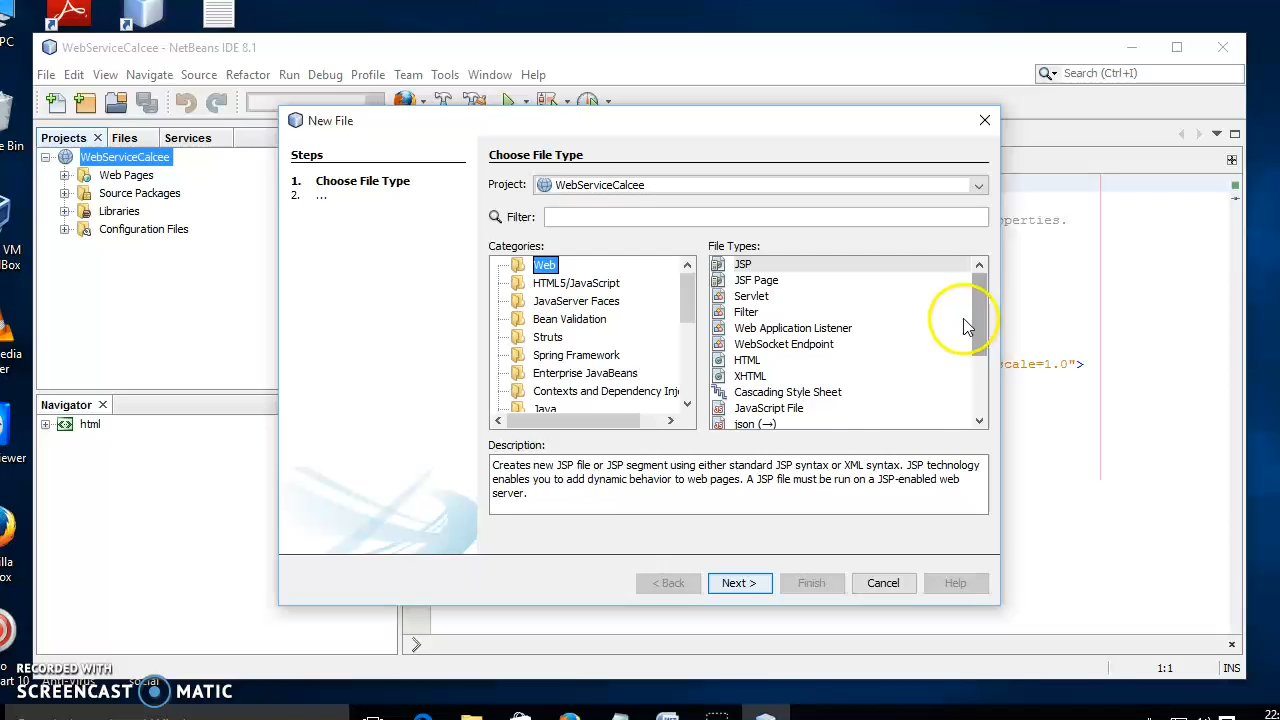 PC
WebServiceCalcee - NetBeans IDE 8.1
File Edit View Navigate Source Refactor Run Debug Profile Team Tools Window Help
Search (Ctrl+I)
Projects Files Services
WebServiceCalcee
Web Pages
Source Packages
Libraries
Configuration Files
Navigator
html
New File
Steps
1. Choose File Type
2. ...
Choose File Type
Project: WebServiceCalcee
Filter:
Categories:
Web
HTML5/JavaScript
JavaServer Faces
Bean Validation
Struts
Spring Framework
Enterprise JavaBeans
Contexts and Dependency Inj
Java
File Types:
JSP
JSF Page
Servlet
Filter
Web Application Listener
WebSocket Endpoint
HTML
XHTML
Cascading Style Sheet
JavaScript File
json (→)
Description:
Creates new JSP file or JSP segment using either standard JSP syntax or XML syntax. JSP technology
enables you to add dynamic behavior to web pages. A JSP file must be run on a JSP-enabled web
server.
< Back Next > Finish Cancel Help
operties.
cale=1.0">
e Bin
VM
lBox
edia
er
iewer
illa
ox
1:1 INS
RECORDED WITH
SCREENCAST MATIC
art 10
22